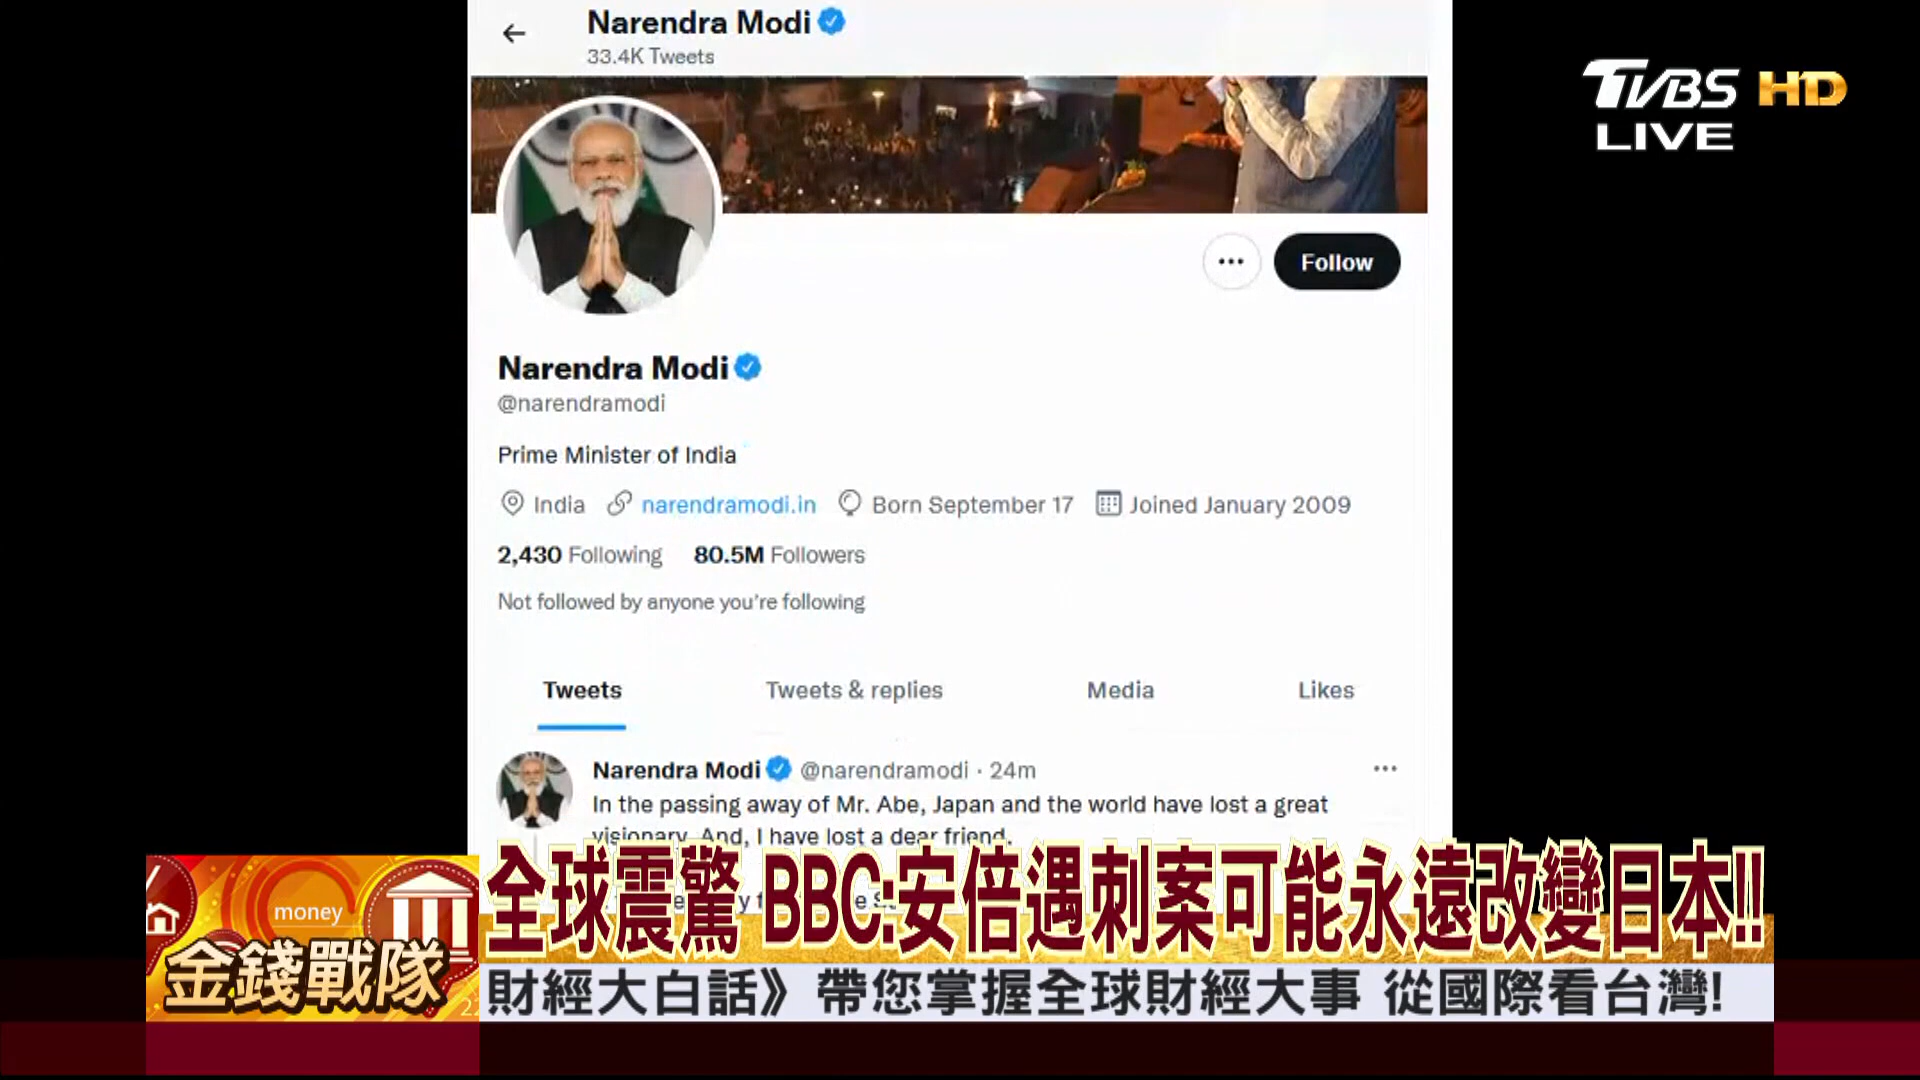 Narendra Modi
33.4K Tweets
TVBS HD
LIVE
Follow
Narendra Modi
@narendramodi
Prime Minister of India
India narendramodi.in Born September 17 Joined January 2009
2,430 Following 80.5M Followers
Not followed by anyone you're following
Tweets Tweets & replies Media Likes
Narendra Modi @narendramodi · 24m
In the passing away of Mr. Abe, Japan and the world have lost a great
visionary. And, I have lost a dear friend.
全球震驚 BBC:安倍遇刺案可能永遠改變日本!!
money
金錢戰隊
財經大白話》帶您掌握全球財經大事 從國際看台灣!